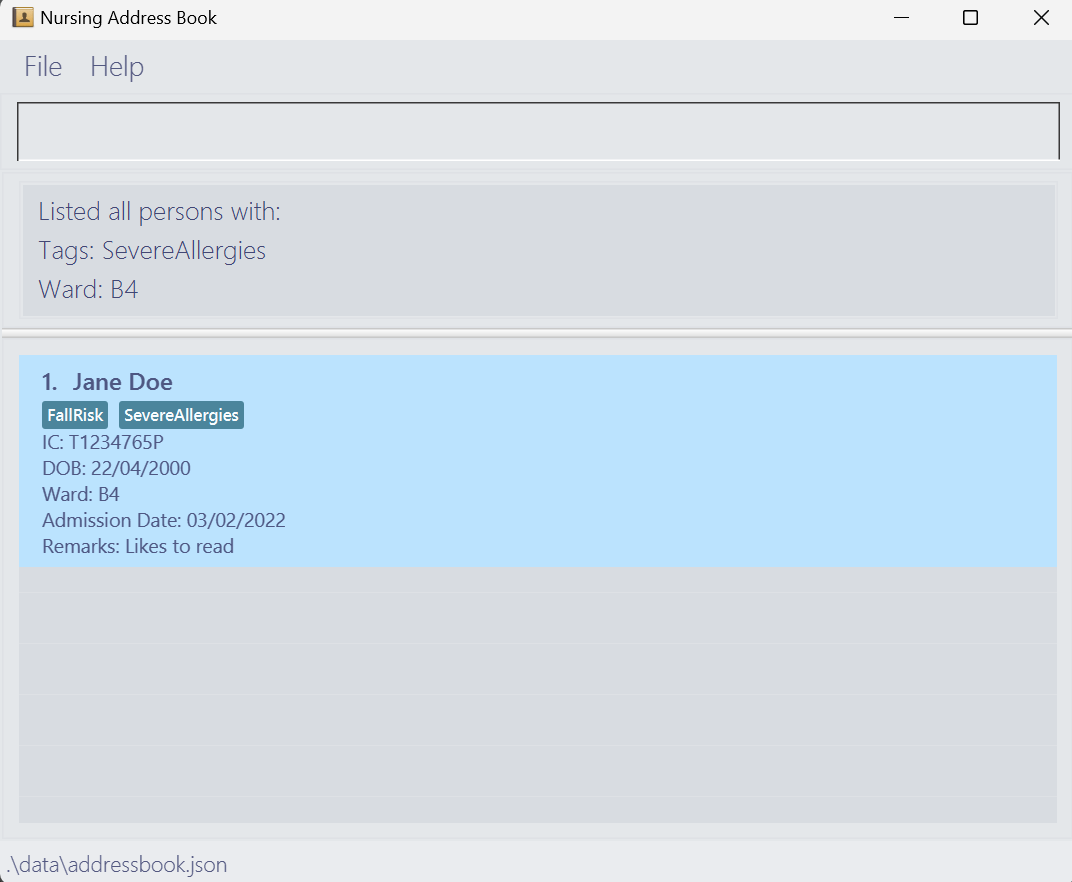 Nursing Address Book
File Help
Listed all persons with:
Tags: SevereAllergies
Ward: B4
1. Jane Doe
FallRisk SevereAllergies
IC: T1234765P
DOB: 22/04/2000
Ward: B4
Admission Date: 03/02/2022
Remarks: Likes to read
.\data\addressbook.json